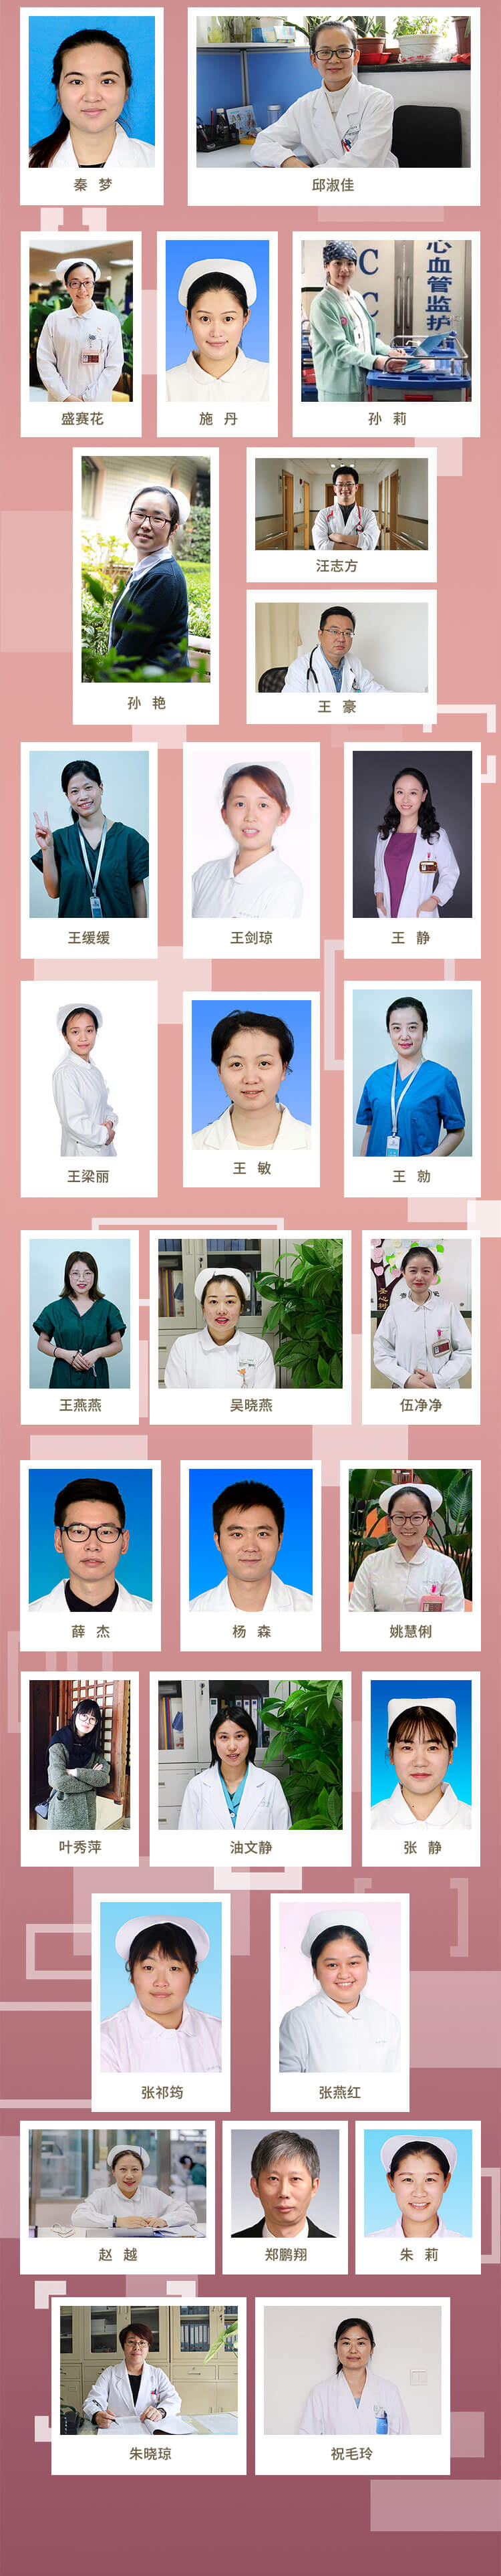 秦 梦
邱淑佳
盛赛花
施 丹
孙 莉
C
C
心血管监护
孙 艳
汪志方
王 豪
王缓缓
王剑琼
王 静
王梁丽
王 敏
王 勍
王燕燕
吴晓燕
伍净净
薛 杰
杨 森
姚慧俐
叶秀萍
油文静
张 静
张祁筠
张燕红
赵 越
郑鹏翔
朱 莉
朱晓琼
祝毛玲